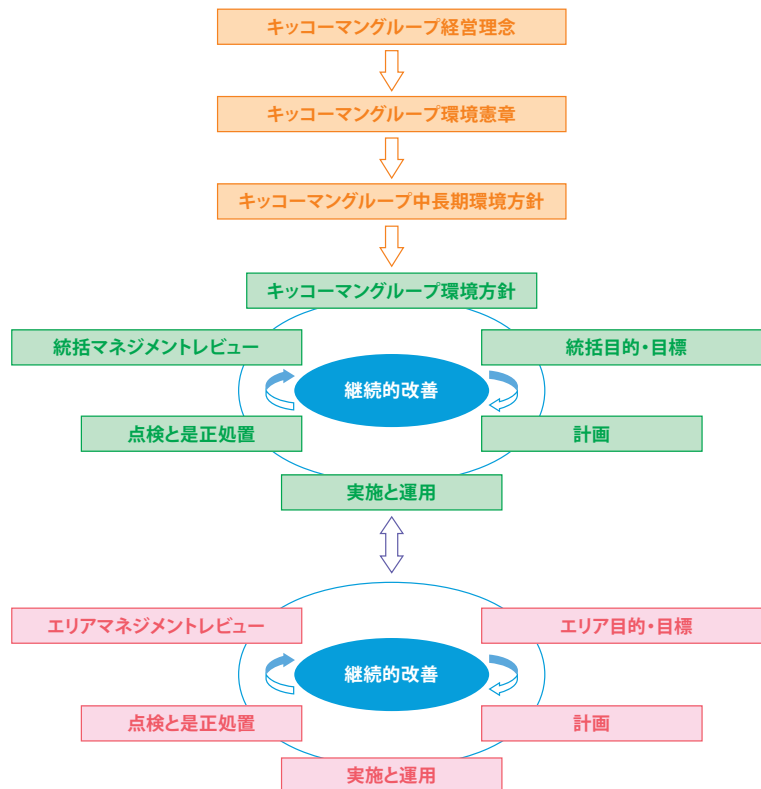 キッコーマングループ経営理念
キッコーマングループ環境憲章
キッコーマングループ中長期環境方針
キッコーマングループ環境方針
統括マネジメントレビュー
統括目的・目標
継続的改善
点検と是正処置
計画
実施と運用
エリアマネジメントレビュー
エリア目的・目標
継続的改善
点検と是正処置
計画
実施と運用